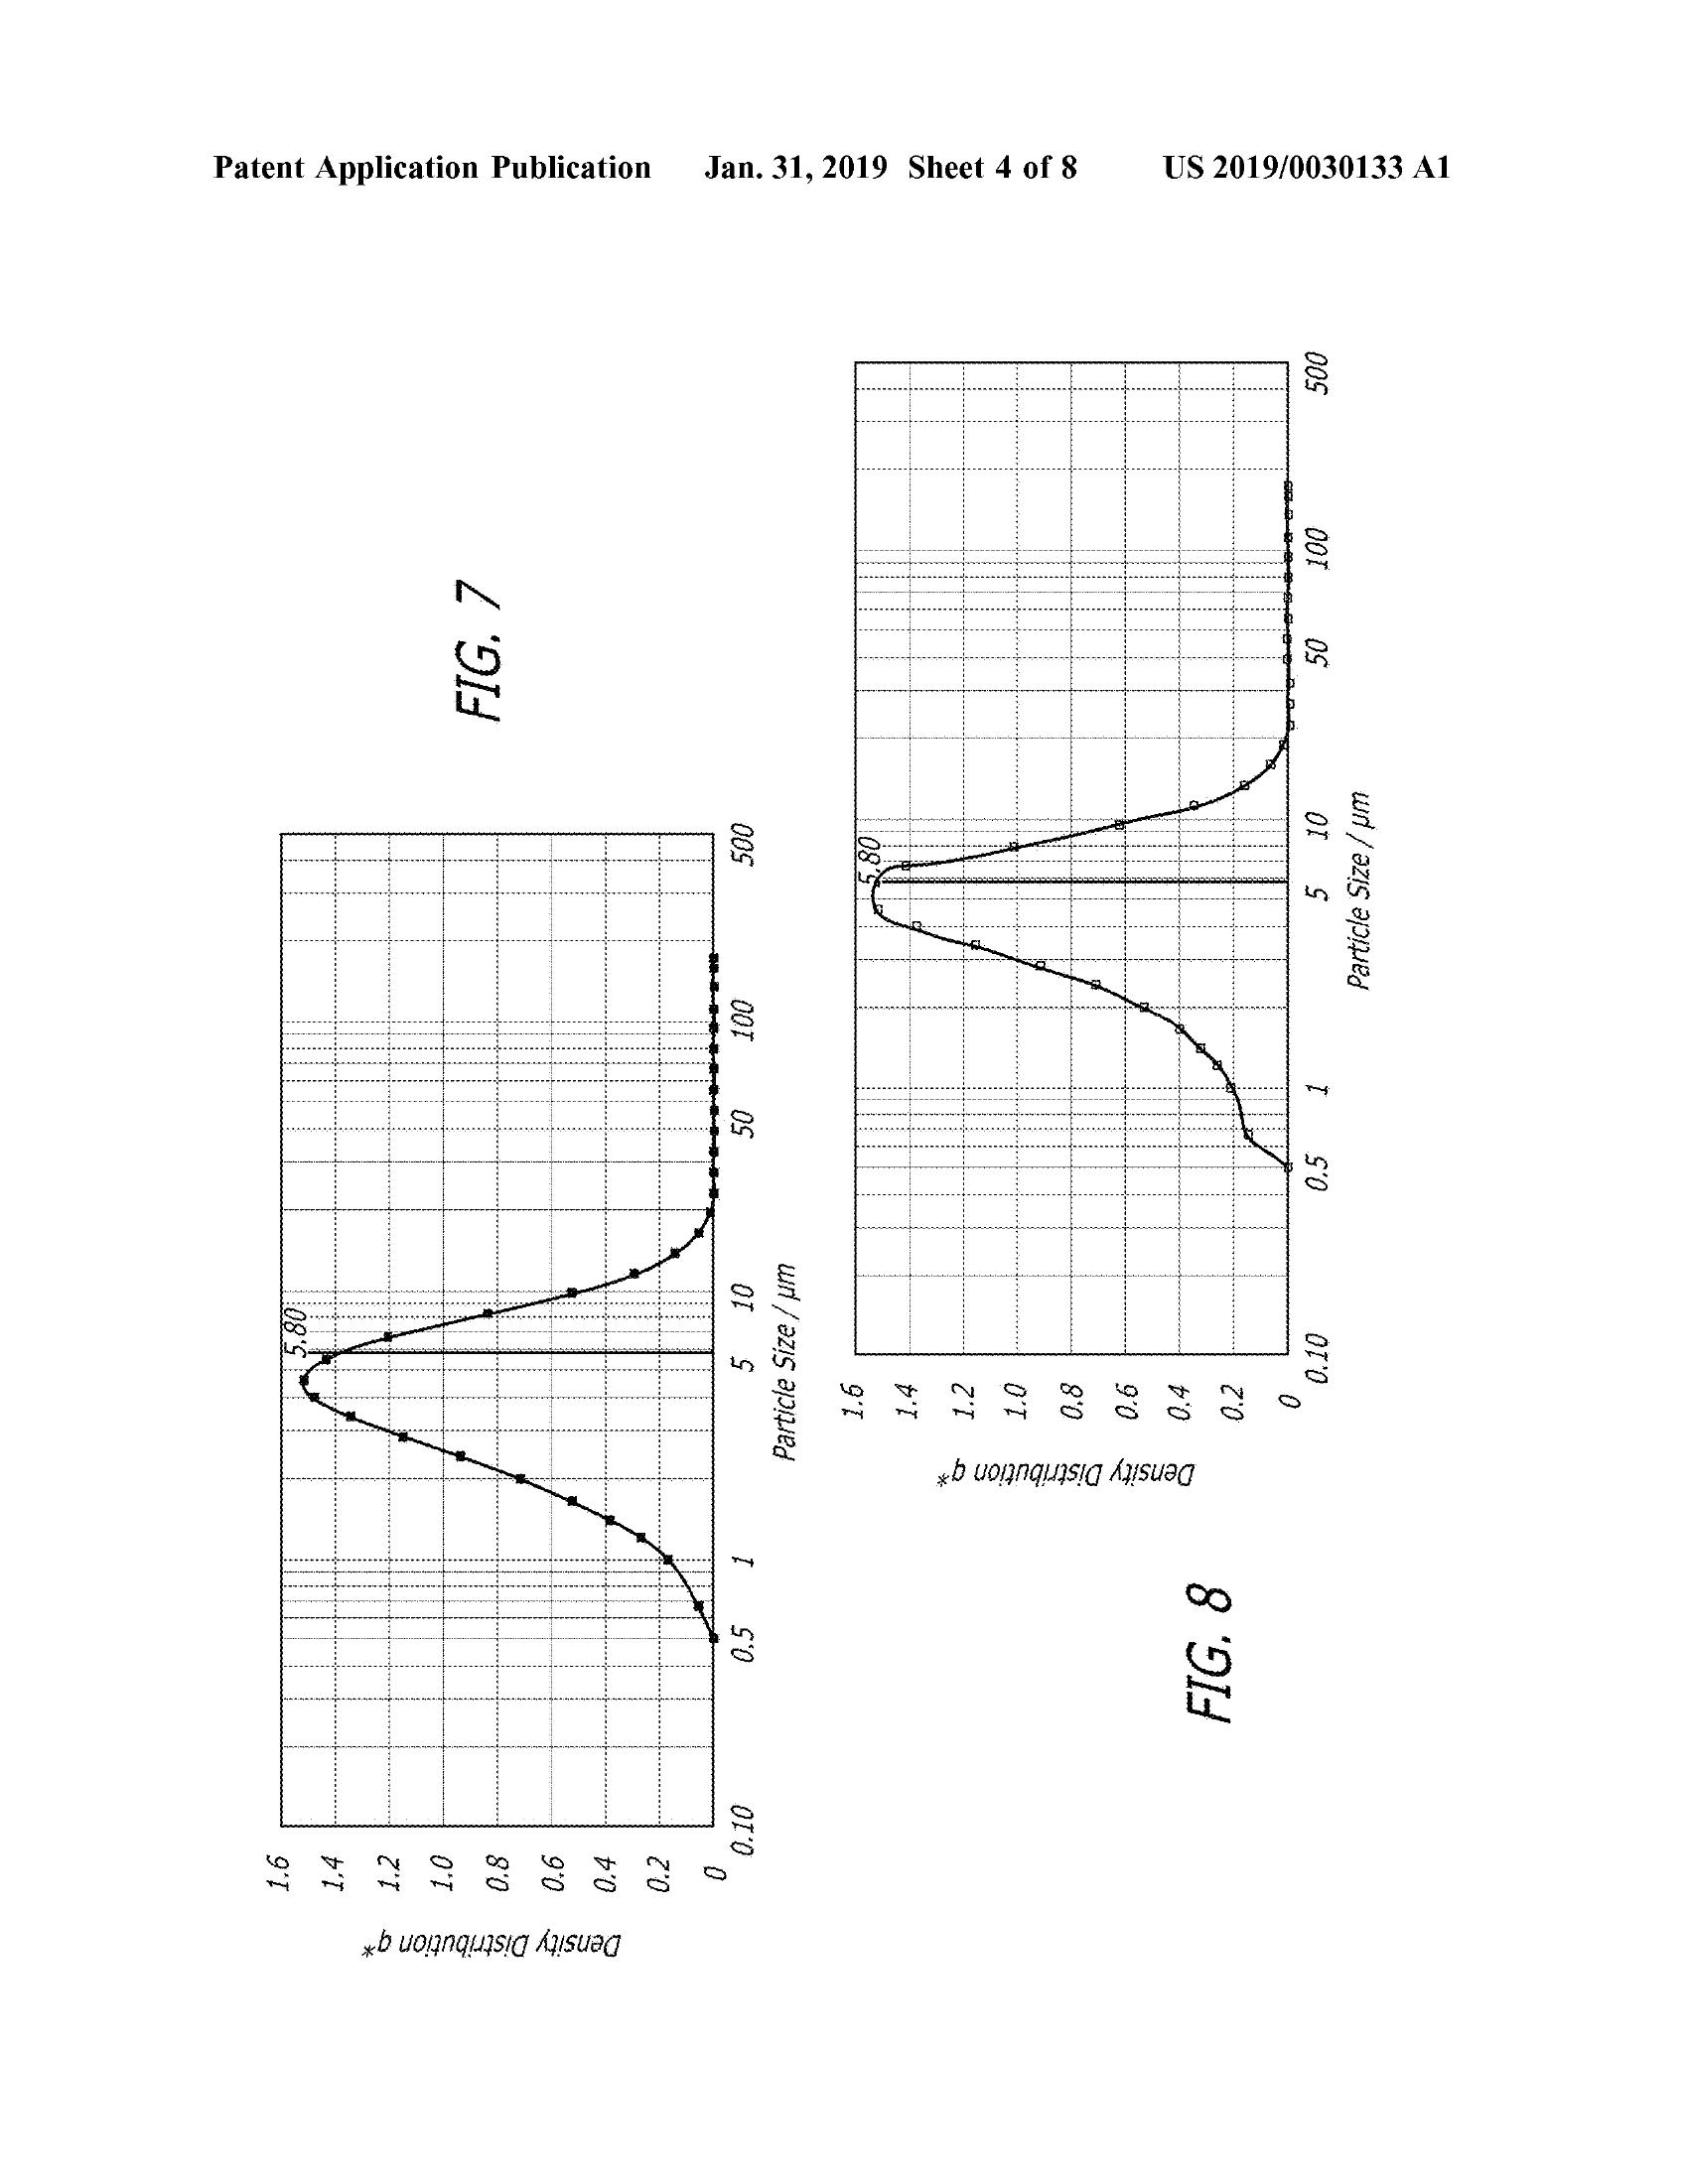 Patent Application Publication Jan. 31, 2019 Sheet 4 of 8 US 2019/0030133 A1
FIG. 7
Density Distribution q*
1.6
1.4
1.2
1.0
0.8
0.6
0.4
0.2
0
5.80
0.10 0.5 1 5 10 50 100 500
Particle Size / µm
FIG. 8
Density Distribution q*
1.6
1.4
1.2
1.0
0.8
0.6
0.4
0.2
0
5.80
0.10 0.5 1 5 10 50 100 500
Particle Size / µm